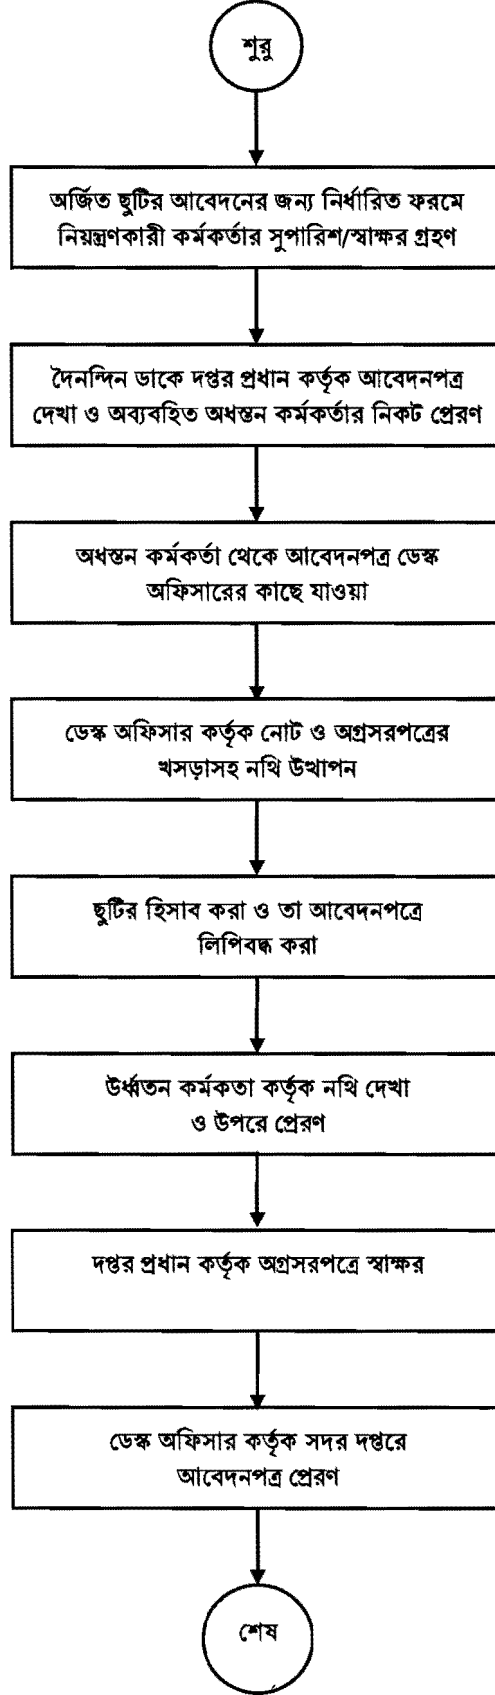 শুরু
অর্জিত ছুটির আবেদনের জন্য নির্ধারিত ফরমে
নিয়ন্ত্রণকারী কর্মকর্তার সুপারিশ/স্বাক্ষর গ্রহণ
দৈনন্দিন ডাকে দপ্তর প্রধান কর্তৃক আবেদনপত্র
দেখা ও অব্যবহিত অধস্তন কর্মকর্তার নিকট প্রেরণ
অধস্তন কর্মকর্তা থেকে আবেদনপত্র ডেস্ক
অফিসারের কাছে যাওয়া
ডেস্ক অফিসার কর্তৃক নোট ও অগ্রসরপত্রের
খসড়াসহ নথি উত্থাপন
ছুটির হিসাব করা ও তা আবেদনপত্রে
লিপিবদ্ধ করা
উর্ধ্বতন কর্মকতা কর্তৃক নথি দেখা
ও উপরে প্রেরণ
দপ্তর প্রধান কর্তৃক অগ্রসরপত্রে স্বাক্ষর
ডেস্ক অফিসার কর্তৃক সদর দপ্তরে
আবেদনপত্র প্রেরণ
শেষ